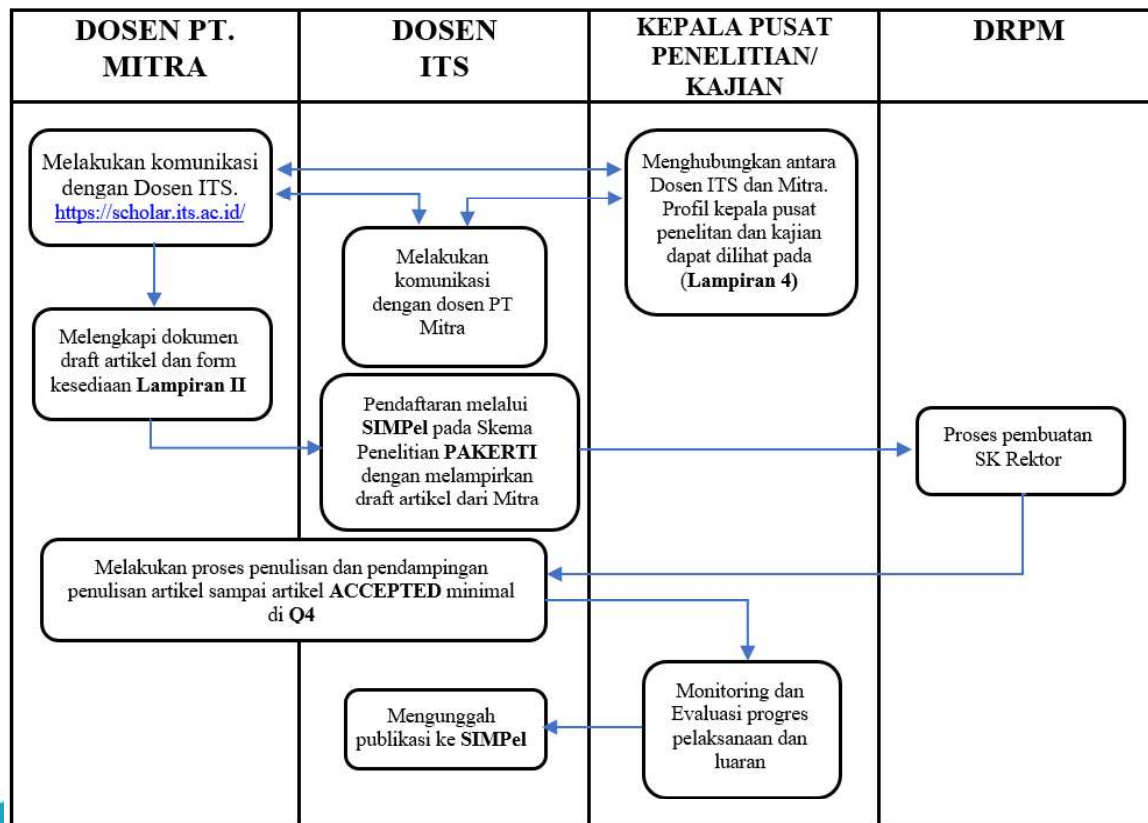 DOSEN PT.
MITRA
DOSEN
ITS
KEPALA PUSAT
PENELITIAN/
KAJIAN
DRPM
Melakukan komunikasi
dengan Dosen ITS.
https://scholar.its.ac.id/
Menghubungkan antara
Dosen ITS dan Mitra.
Profil kepala pusat
penelitan dan kajian
dapat dilihat pada
(Lampiran 4)
Melakukan
komunikasi
dengan dosen PT
Mitra
Melengkapi dokumen
draft artikel dan form
kesediaan Lampiran II
Pendaftaran melalui
SIMPel pada Skema
Penelitian PAKERTI
dengan melampirkan
draft artikel dari Mitra
Proses pembuatan
SK Rektor
Melakukan proses penulisan dan pendampingan
penulisan artikel sampai artikel ACCEPTED minimal
di Q4
Monitoring dan
Evaluasi progres
pelaksanaan dan
luaran
Mengunggah
publikasi ke SIMPel